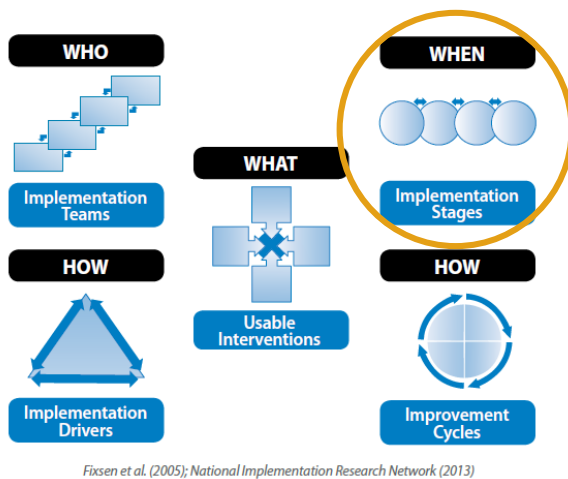 WHO
Implementation
Teams
WHEN
Implementation
Stages
WHAT
Usable
Interventions
HOW
Implementation
Drivers
HOW
Improvement
Cycles
Fixsen et al. (2005); National Implementation Research Network (2013)